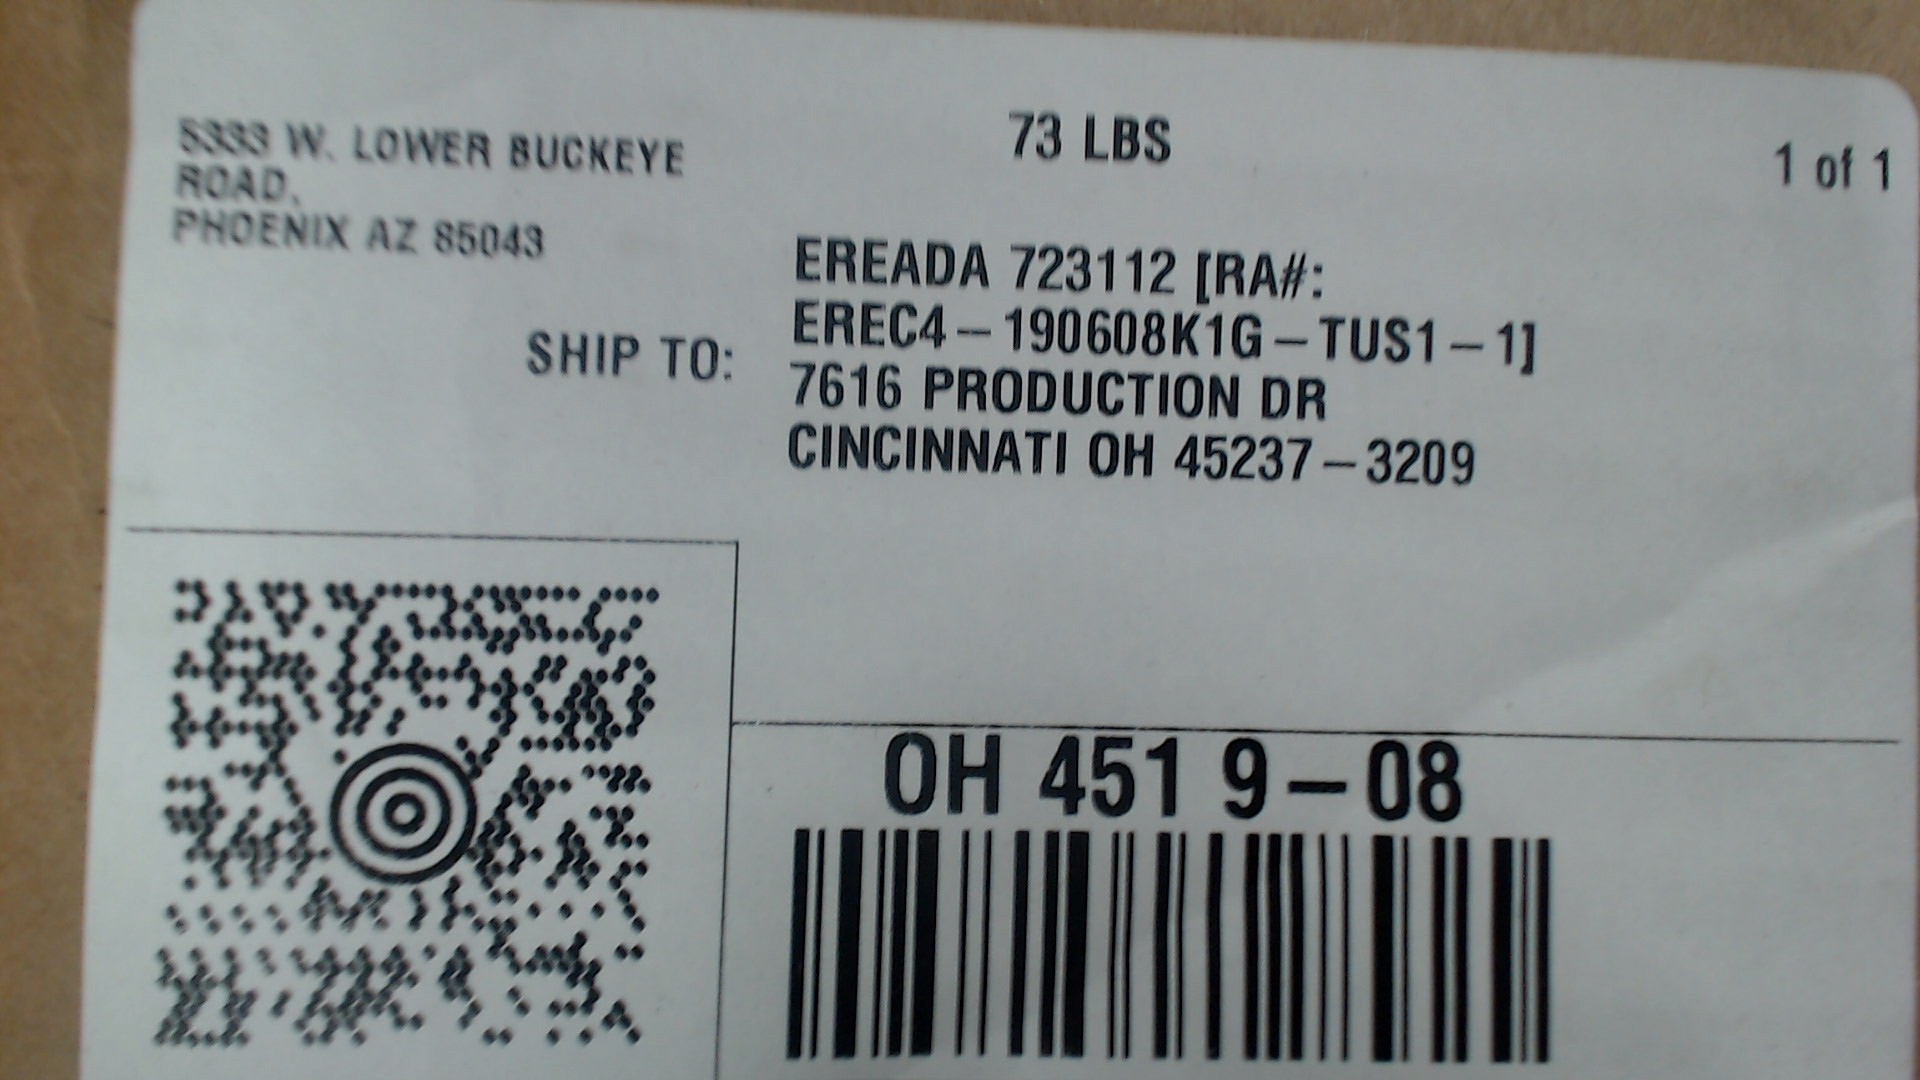 5333 W. LOWER BUCKEYE
ROAD,
PHOENIX AZ 85043
73 LBS
1 of 1
SHIP TO:
EREADA 723112 [RA#:
EREC4-190608K1G-TUS1-1]
7616 PRODUCTION DR
CINCINNATI OH 45237-3209
OH 451 9-08